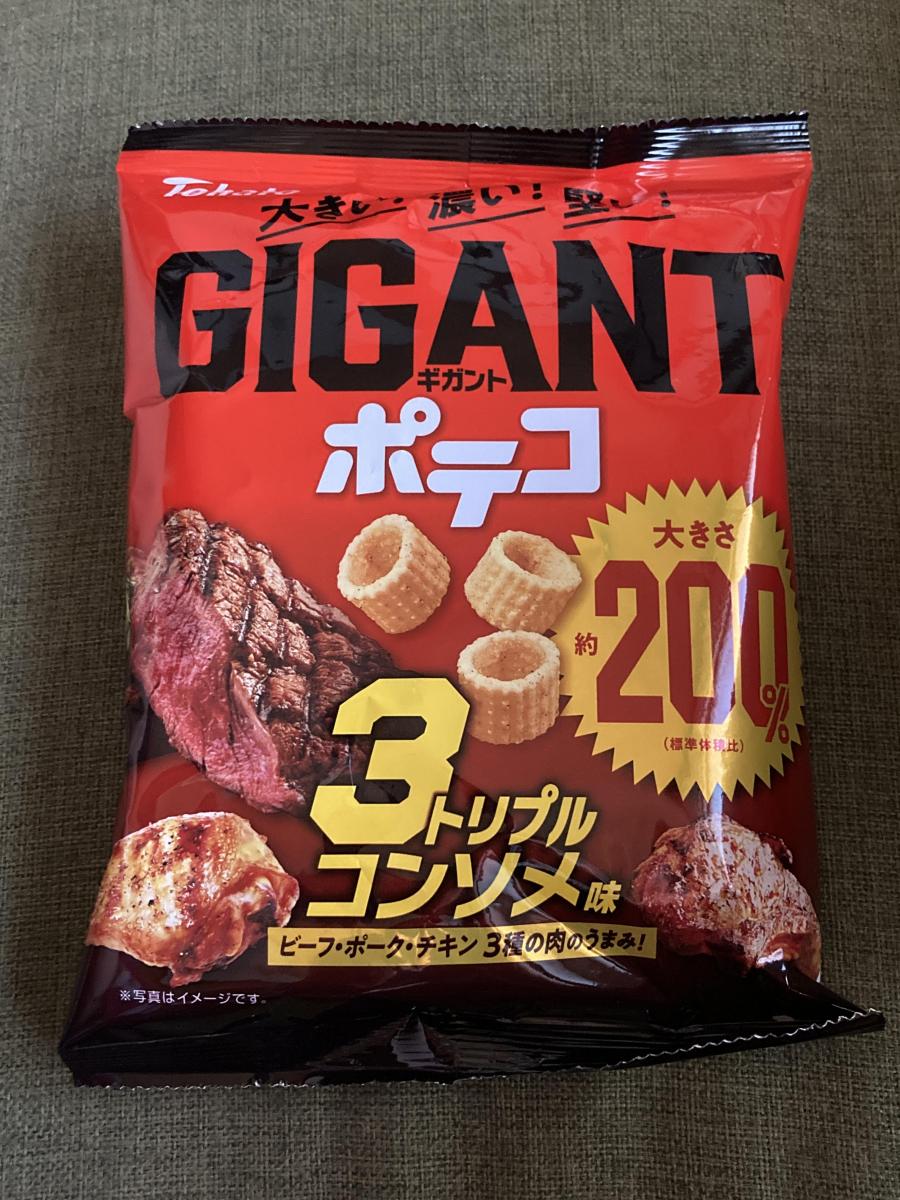 Tohato
大きい! 濃い! 堅い!
GIGANT
ギガント
ポテコ
大きさ
約200%
(標準体積比)
3トリプル
コンソメ味
ビーフ・ポーク・チキン 3種の肉のうまみ!
※写真はイメージです。